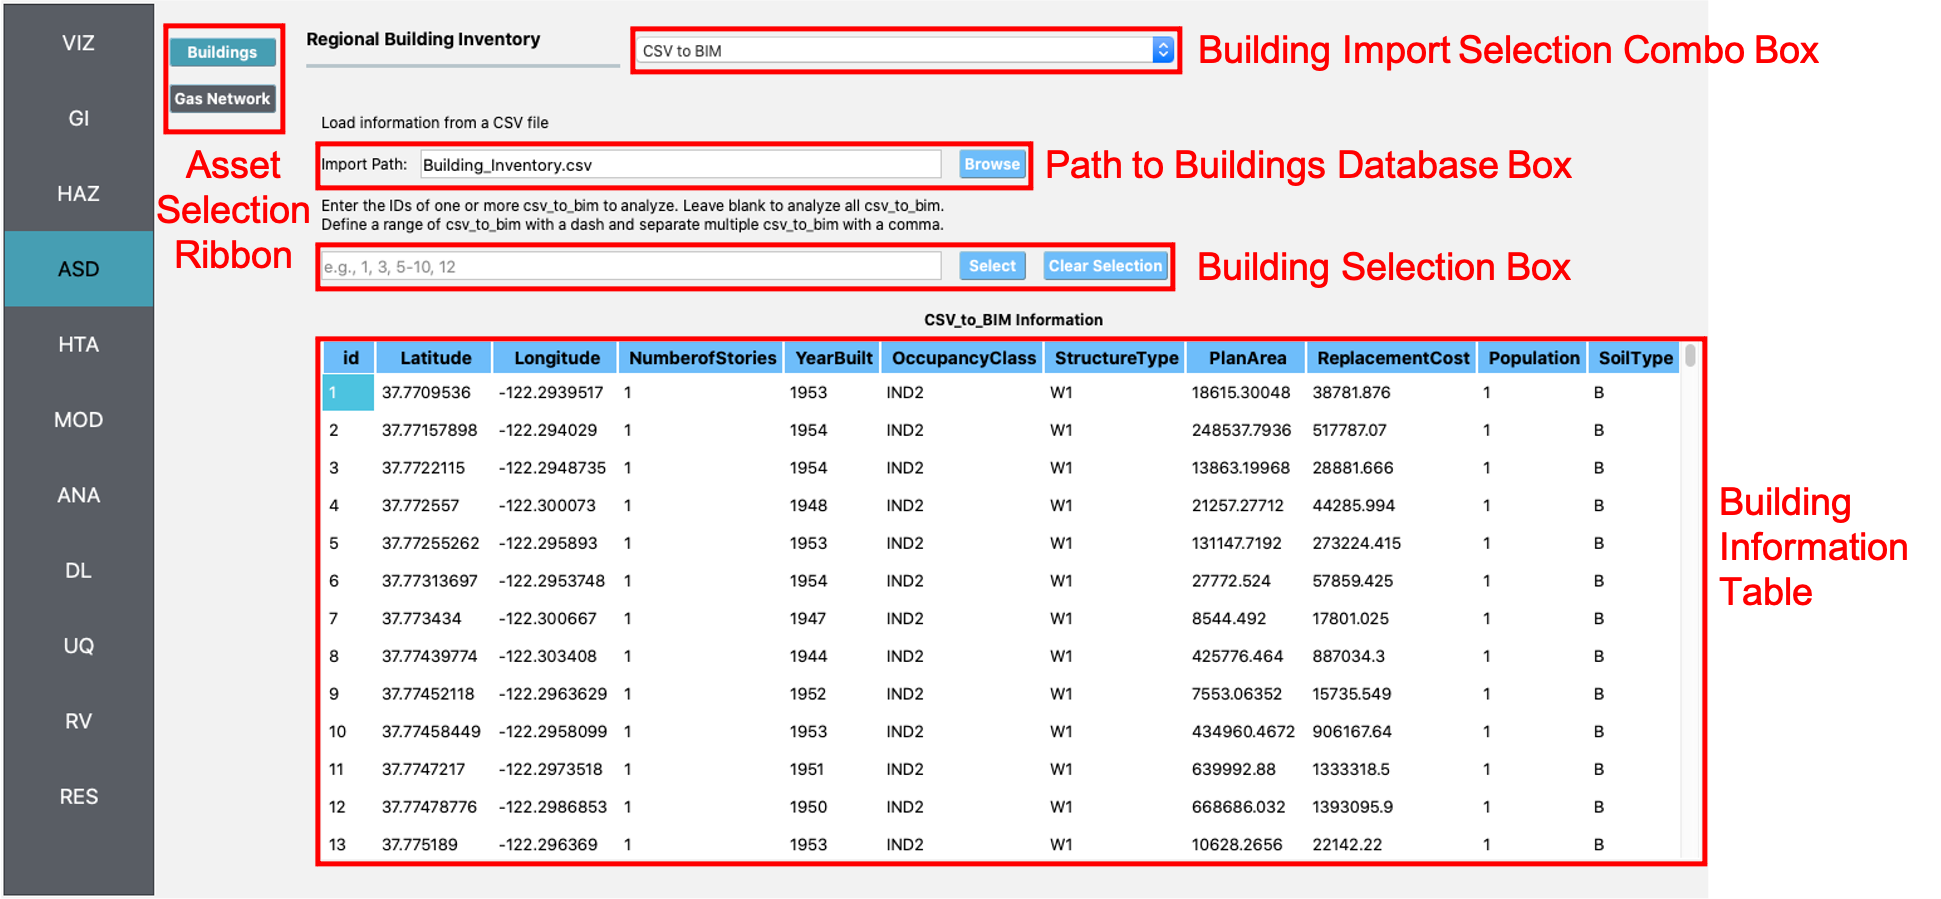 VIZ
GI
HAZ
ASD
HTA
MOD
ANA
DL
UQ
RV
RES
Buildings
Gas Network
Asset
Selection
Ribbon
Regional Building Inventory
CSV to BIM
Building Import Selection Combo Box
Load information from a CSV file
Import Path: Building_Inventory.csv Browse
Path to Buildings Database Box
Enter the IDs of one or more csv_to_bim to analyze. Leave blank to analyze all csv_to_bim.
Define a range of csv_to_bim with a dash and separate multiple csv_to_bim with a comma.
e.g., 1, 3, 5-10, 12 Select Clear Selection
Building Selection Box
CSV_to_BIM Information
id Latitude Longitude NumberofStories YearBuilt OccupancyClass StructureType PlanArea ReplacementCost Population SoilType
1 37.7709536 -122.2939517 1 1953 IND2 W1 18615.30048 38781.876 1 B
2 37.77157898 -122.294029 1 1954 IND2 W1 248537.7936 517787.07 1 B
3 37.7722115 -122.2948735 1 1954 IND2 W1 13863.19968 28881.666 1 B
4 37.772557 -122.300073 1 1948 IND2 W1 21257.27712 44285.994 1 B
5 37.77255262 -122.295893 1 1953 IND2 W1 131147.7192 273224.415 1 B
6 37.77313697 -122.2953748 1 1954 IND2 W1 27772.524 57859.425 1 B
7 37.773434 -122.300667 1 1947 IND2 W1 8544.492 17801.025 1 B
8 37.77439774 -122.303408 1 1944 IND2 W1 425776.464 887034.3 1 B
9 37.77452118 -122.2963629 1 1952 IND2 W1 7553.06352 15735.549 1 B
10 37.77458449 -122.2958099 1 1953 IND2 W1 434960.4672 906167.64 1 B
11 37.7747217 -122.2973518 1 1951 IND2 W1 639992.88 1333318.5 1 B
12 37.77478776 -122.2986853 1 1950 IND2 W1 668686.032 1393095.9 1 B
13 37.775189 -122.296369 1 1953 IND2 W1 10628.2656 22142.22 1 B
Building
Information
Table